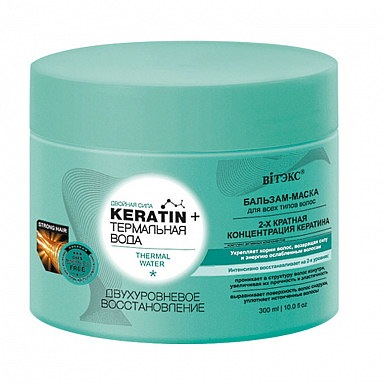 ДВОЙНАЯ СИЛА
KERATIN +
ТЕРМАЛЬНАЯ
ВОДА
THERMAL
WATER
*
ДВУХУРОВНЕВОЕ
ВОССТАНОВЛЕНИЕ
STRONG HAIR
FREE
ВІТЭКС®
БАЛЬЗАМ-МАСКА
для всех типов волос
2-Х КРАТНАЯ
КОНЦЕНТРАЦИЯ КЕРАТИНА
Укрепляет корни волос, возвращая силу
и энергию ослабленным волосам
Интенсивно восстанавливает на 2-х уровнях:
проникает в структуру волос изнутри,
увеличивая их прочность и эластичность,
выравнивает поверхность волос снаружи,
уплотняет истонченные волосы
300 ml | 10.0 fl oz